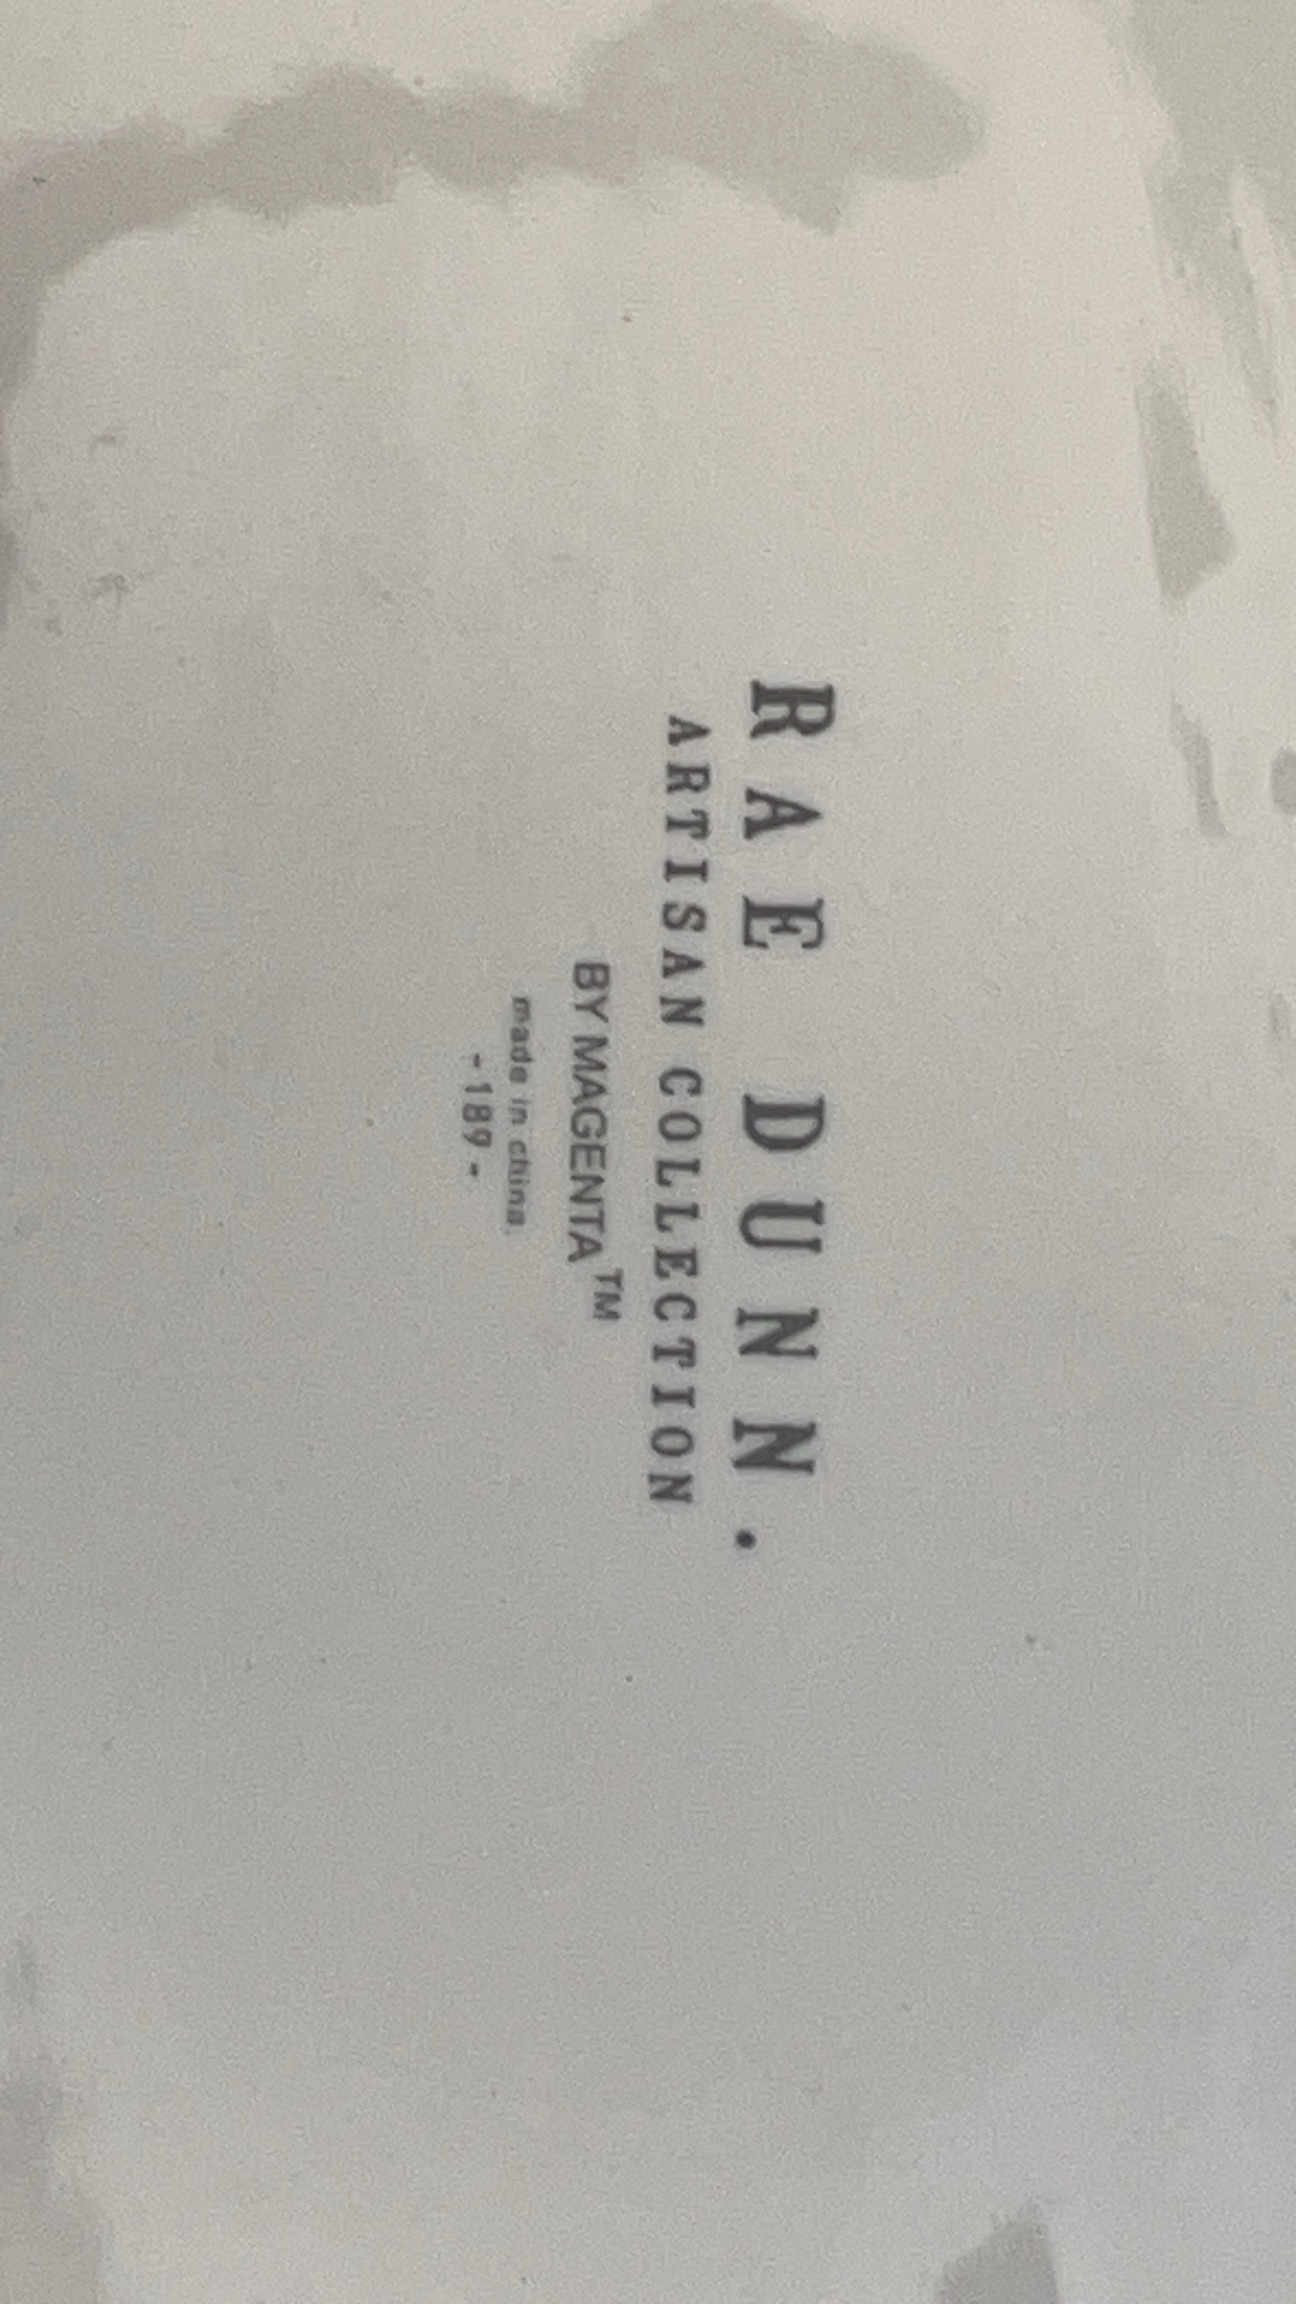 RAE DUNN.
ARTISAN COLLECTION
BY MAGENTA™
made in china.
-189-